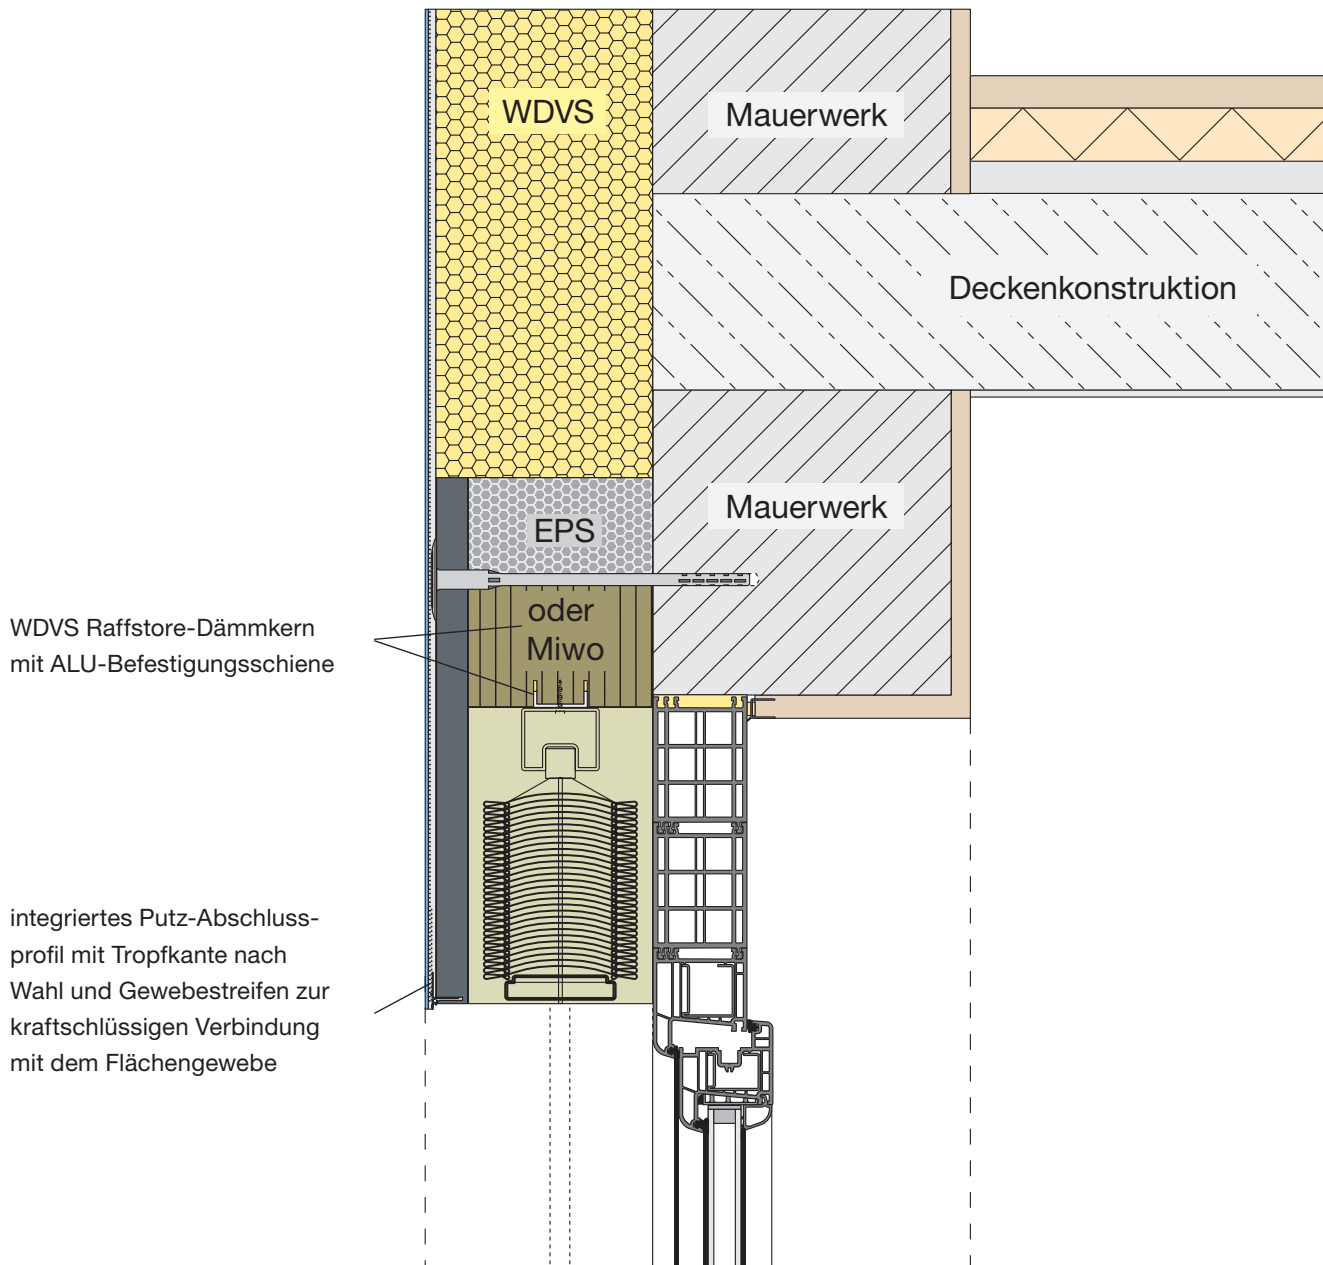 WDVS
Mauerwerk
Deckenkonstruktion
Mauerwerk
EPS
oder
Miwo
WDVS Raffstore-Dämmkern
mit ALU-Befestigungsschiene
integriertes Putz-Abschluss-
profil mit Tropfkante nach
Wahl und Gewebestreifen zur
kraftschlüssigen Verbindung
mit dem Flächengewebe